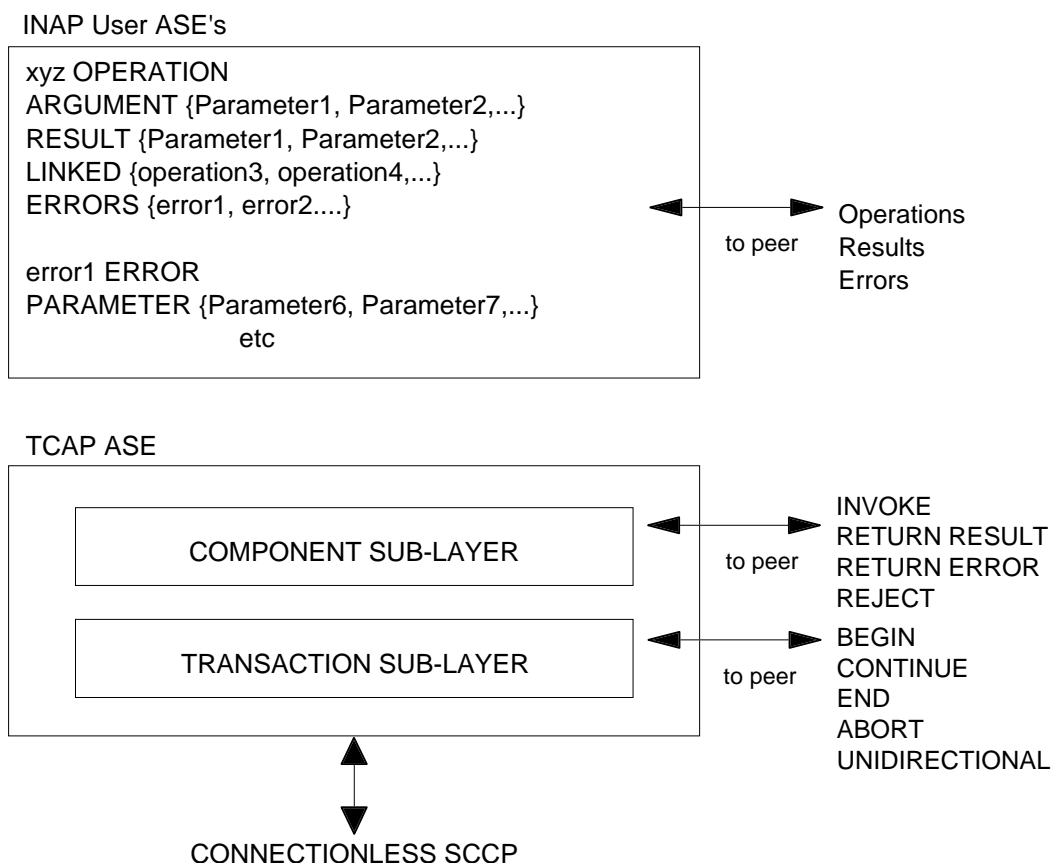 INAP User ASE's
xyz OPERATION
ARGUMENT {Parameter1, Parameter2,...}
RESULT {Parameter1, Parameter2,...}
LINKED {operation3, operation4,...}
ERRORS {error1, error2....}
error1 ERROR
PARAMETER {Parameter6, Parameter7,...}
etc
to peer
Operations
Results
Errors
TCAP ASE
COMPONENT SUB-LAYER
to peer
INVOKE
RETURN RESULT
RETURN ERROR
REJECT
TRANSACTION SUB-LAYER
to peer
BEGIN
CONTINUE
END
ABORT
UNIDIRECTIONAL
CONNECTIONLESS SCCP